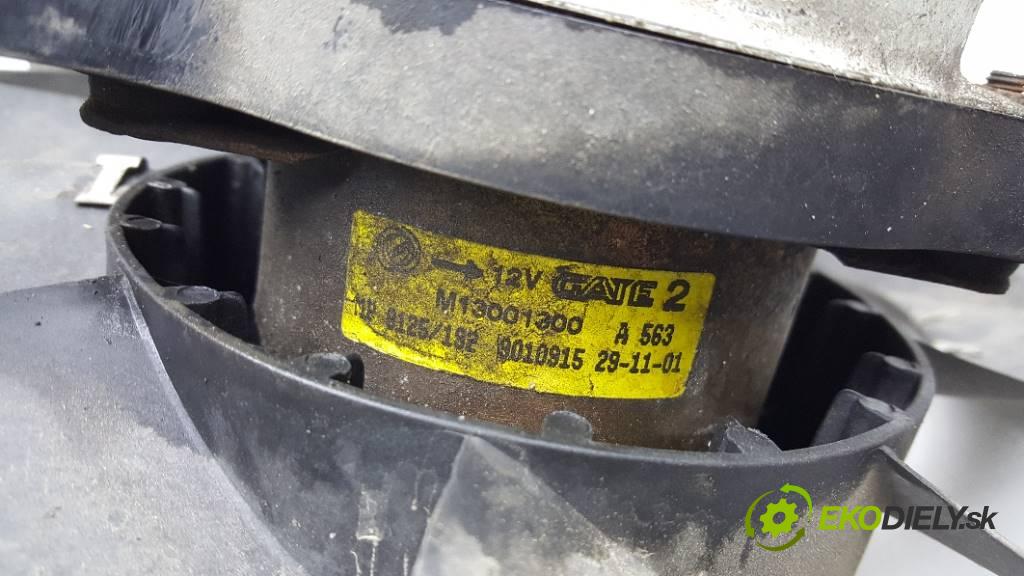 12V GATE 2
M13001300 A 563
8125/192 9010915 29-11-01
EKODIELY.sk